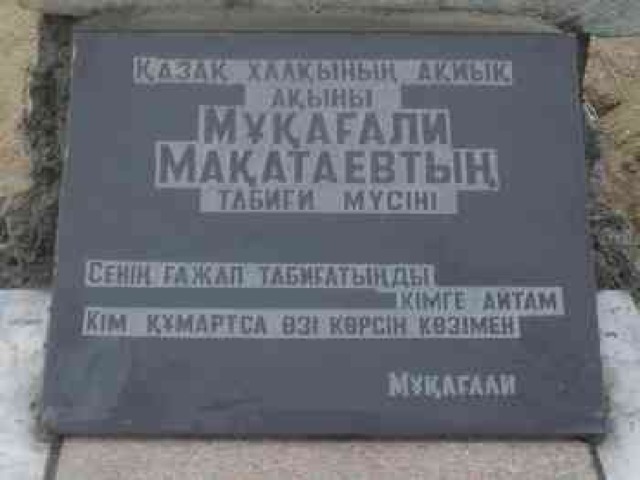 ҚАЗАҚ ХАЛҚЫНЫҢ АҚИЫҚ
АҚЫНЫ
МҰҚАҒАЛИ
МАҚАТАЕВТЫҢ
ТАБИҒИ МҮСІНІ
СЕНІҢ ҒАЖАП ТАБИҒАТЫҢДЫ
КІМГЕ АЙТАМ
КІМ ҚҰМАРТСА ӨЗІ КӨРСІН КӨЗІМЕН
МҰҚАҒАЛИ